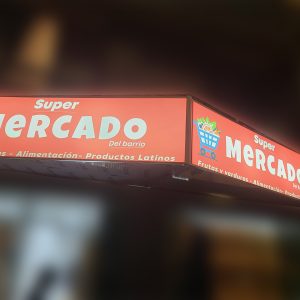 Super
MERCADO
Del barrio
- Alimentación- Productos Latinos
Super
MERCADO
Frutas y verduras - Alimentación-